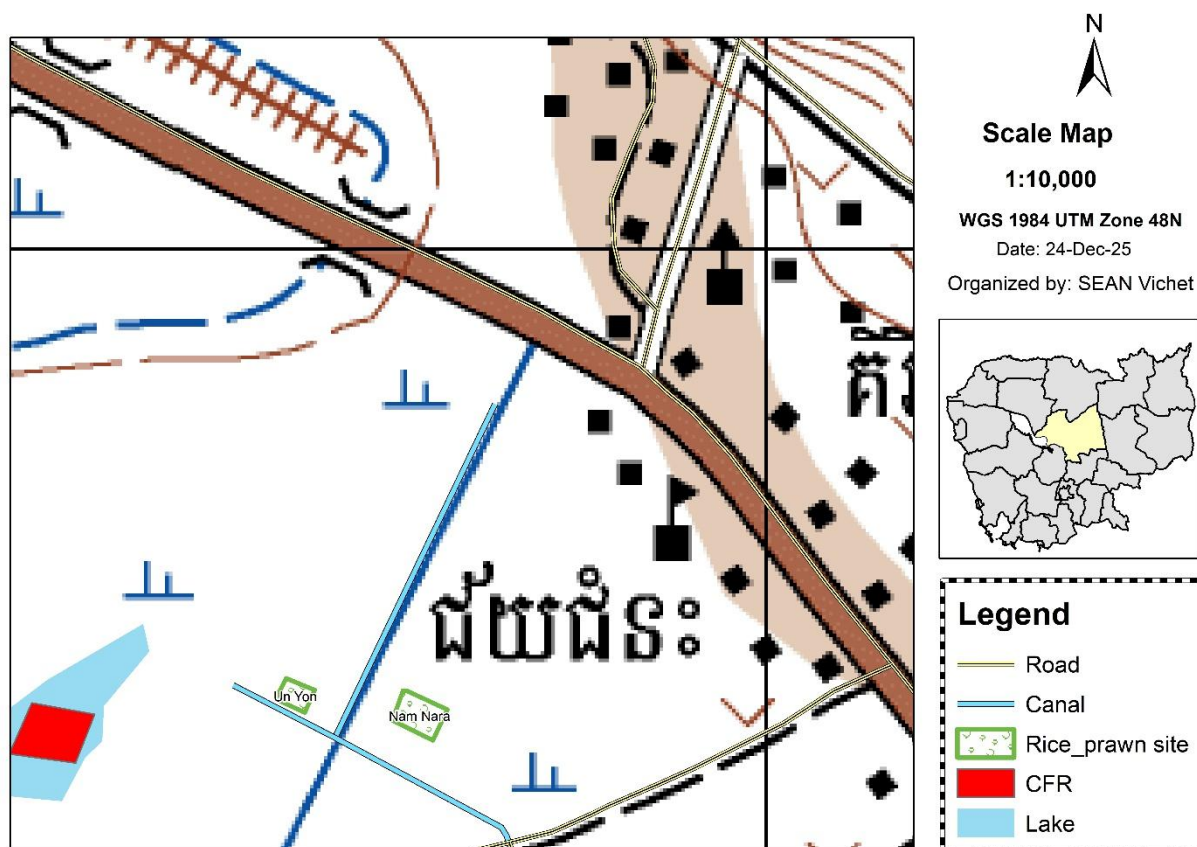 N
Scale Map
1:10,000
WGS 1984 UTM Zone 48N
Date: 24-Dec-25
Organized by: SEAN Vichet
ជ័យជំនះ
Un Yon
Nam Nara
Legend
Road
Canal
Rice_prawn site
CFR
Lake